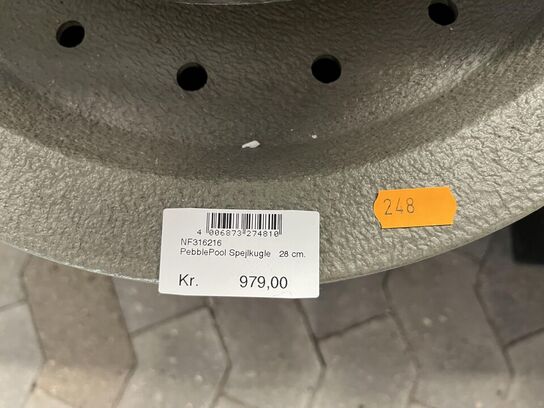 4 006873 274810
NF316216
PebblePool Spejlkugle 28 cm.
Kr. 979,00
248